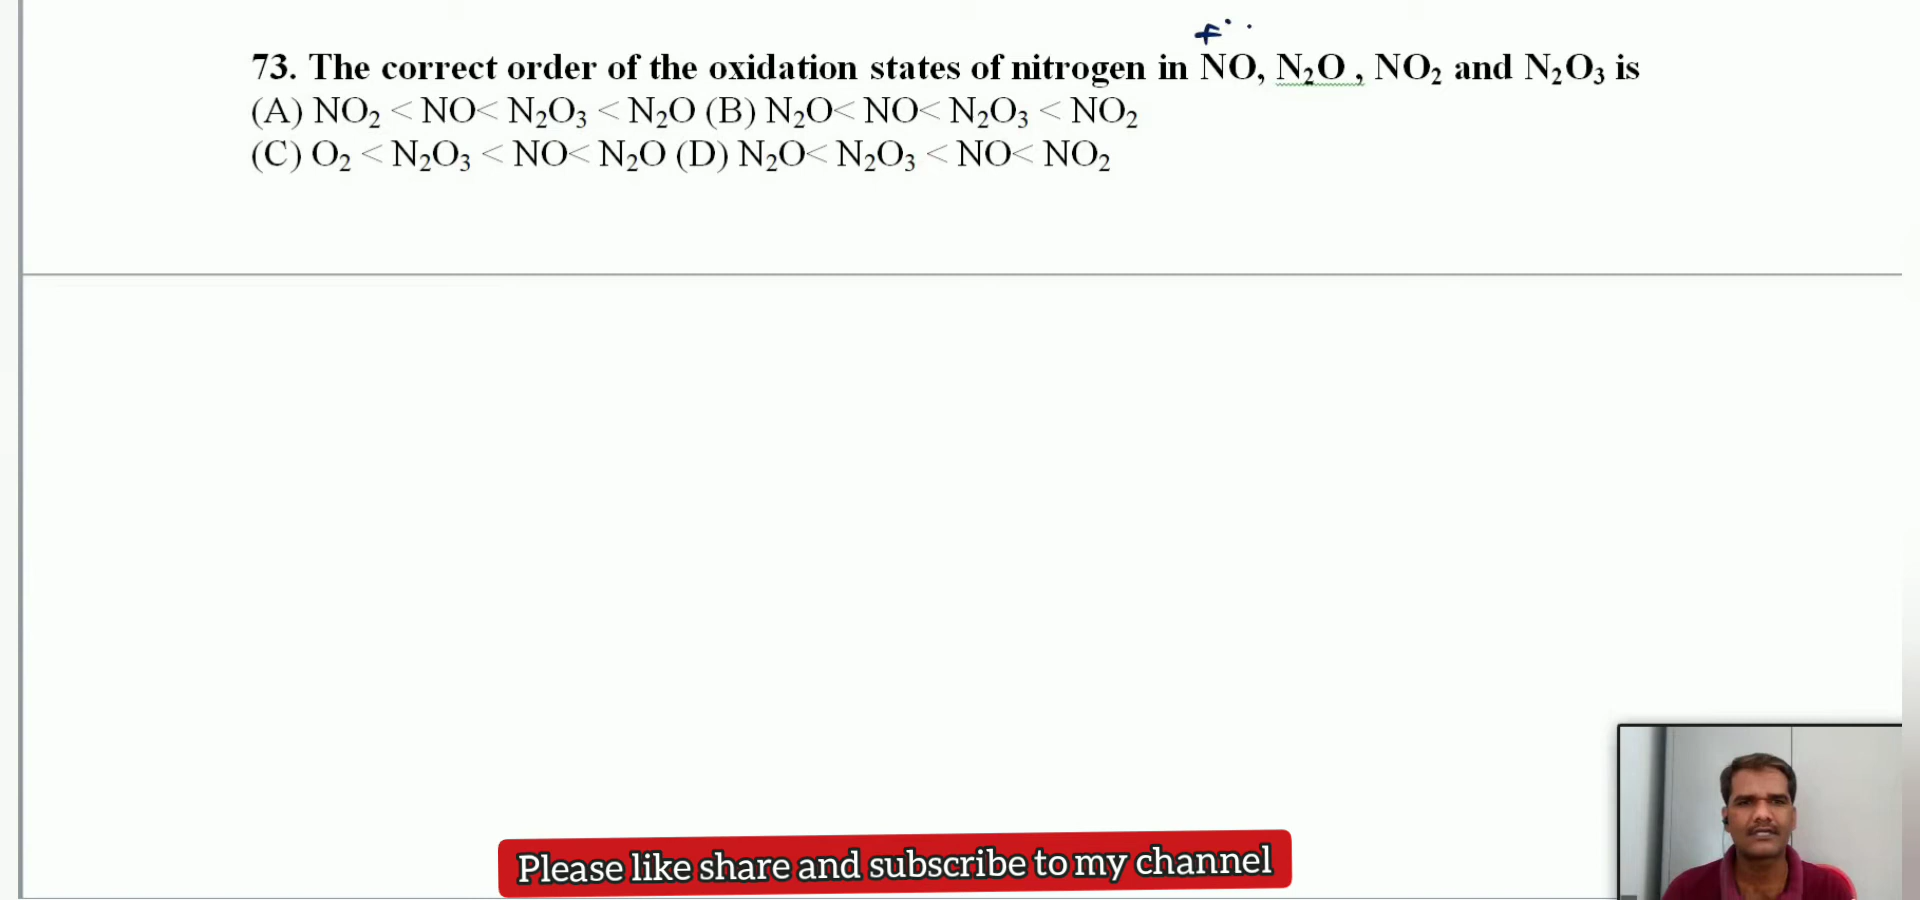 73. The correct order of the oxidation states of nitrogen in NO, N₂O , NO₂ and N₂O₃ is
(A) NO₂ < NO< N₂O₃ < N₂O (B) N₂O< NO< N₂O₃ < NO₂
(C) O₂ < N₂O₃ < NO< N₂O (D) N₂O< N₂O₃ < NO< NO₂
Please like share and subscribe to my channel